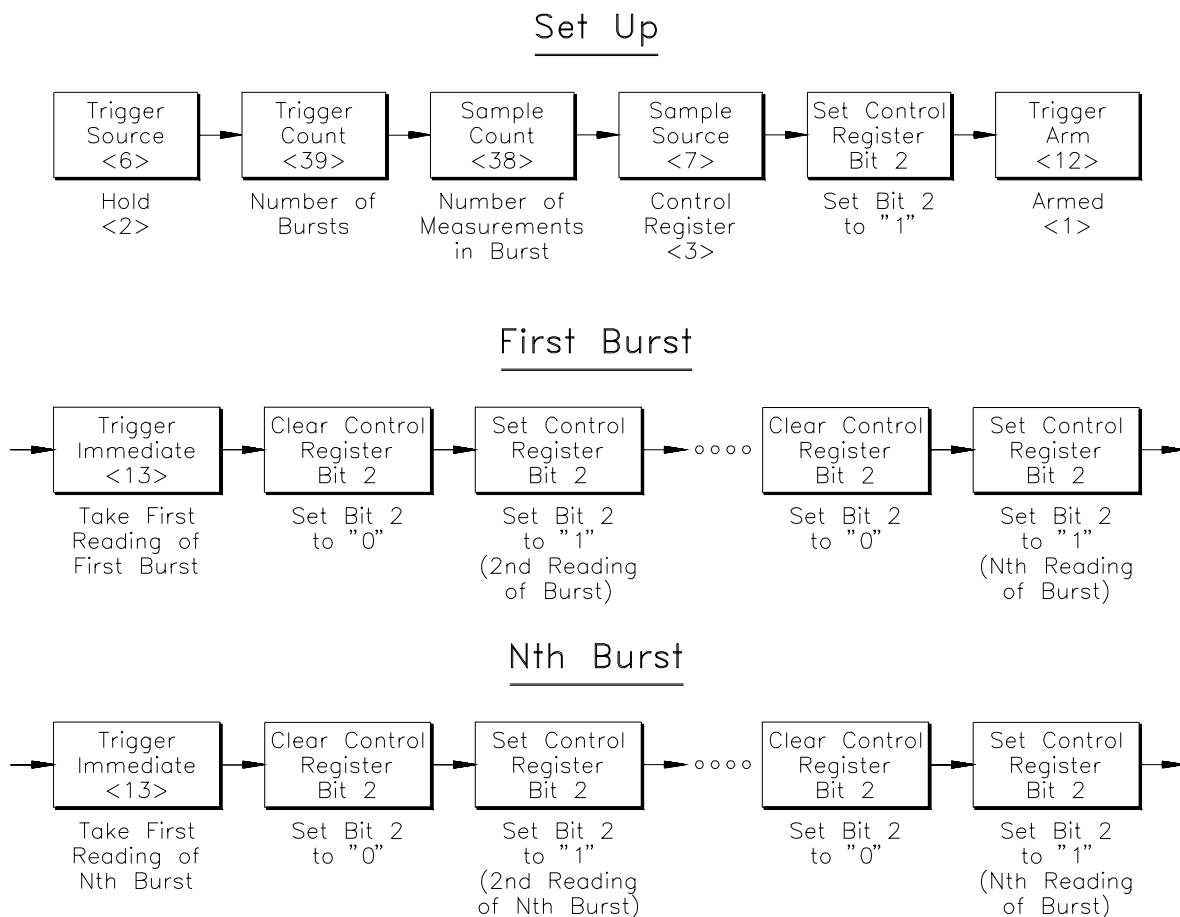 Set Up
Trigger
Source
<6>
Hold
<2>
Trigger
Count
<39>
Number of
Bursts
Sample
Count
<38>
Number of
Measurements
in Burst
Sample
Source
<7>
Control
Register
<3>
Set Control
Register
Bit 2
Set Bit 2
to "1"
Trigger
Arm
<12>
Armed
<1>
First Burst
Trigger
Immediate
<13>
Take First
Reading of
First Burst
Clear Control
Register
Bit 2
Set Bit 2
to "0"
Set Control
Register
Bit 2
Set Bit 2
to "1"
(2nd Reading
of Burst)
Clear Control
Register
Bit 2
Set Bit 2
to "0"
Set Control
Register
Bit 2
Set Bit 2
to "1"
(Nth Reading
of Burst)
Nth Burst
Trigger
Immediate
<13>
Take First
Reading of
Nth Burst
Clear Control
Register
Bit 2
Set Bit 2
to "0"
Set Control
Register
Bit 2
Set Bit 2
to "1"
(2nd Reading
of Nth Burst)
Clear Control
Register
Bit 2
Set Bit 2
to "0"
Set Control
Register
Bit 2
Set Bit 2
to "1"
(Nth Reading
of Burst)